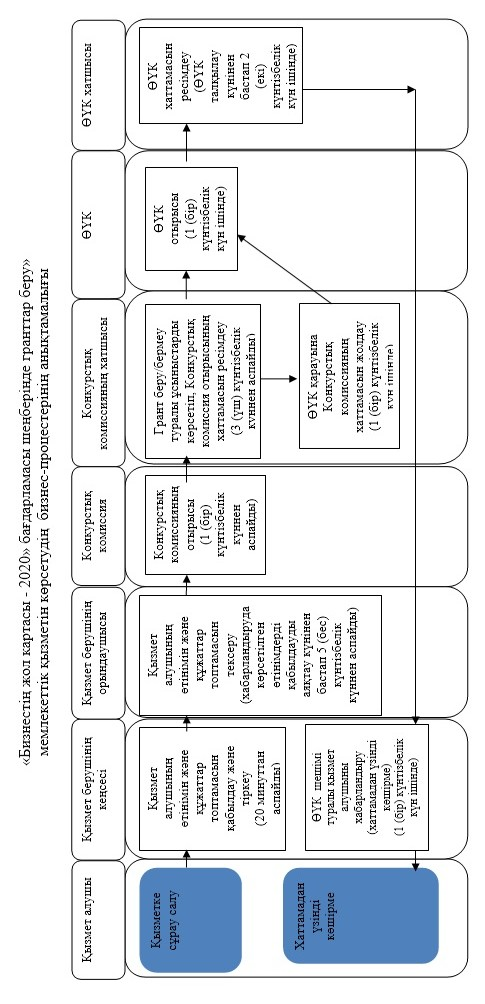 «Бизнестің жол картасы - 2020» бағдарламасы шеңберінде гранттар беру»
мемлекеттік қызметін көрсетудің бизнес-процестерінің анықтамалығы
Қызмет алушы
Қызмет берушінің
кеңсесі
Қызмет берушінің
орындаушысы
Конкурстық
комиссия
Конкурстық
комиссияның хатшысы
ӨҮК
ӨҮК хатшысы
Қызметке
сұрау салу
Қызмет
алушының
өтінімін және
құжаттар
топтамасын
қабылдау және
тіркеу
(20 минуттан
аспайды)
Қызмет
алушының
өтінімін және
құжаттар
топтамасын
тексеру
(хабарландыруда
көрсетілген
өтінімдерді
қабылдауды
аяқтау күнінен
бастап 5 (бес)
күнтізбелік
күннен аспайды)
Конкурстық
комиссияның
отырысы
(1 (бір)
күнтізбелік
күннен
аспайды)
Грант беру/бермеу
туралы ұсыныстарды
көрсетіп, Конкурстық
комиссия отырысының
хаттамасын ресімдеу
(3 (үш) күнтізбелік
күннен аспайды)
ӨҮК
отырысы
(1 (бір)
күнтізбелік
күн ішінде)
ӨҮК
хаттамасын
ресімдеу
(ӨҮК
талқылау
күнінен
бастап 2
(екі)
күнтізбелік
күн ішінде)
Хаттамадан
үзінді
көшірме
ӨҮК шешімі
туралы қызмет
алушыны
хабарландыру
(хаттамадан үзінді
көшірме)
(1 (бір) күнтізбелік
күн ішінде)
ӨҮК қарауына
Конкурстық
комиссияның
хаттамасын жолдау
(1 (бір) күнтізбелік
күн ішінде)